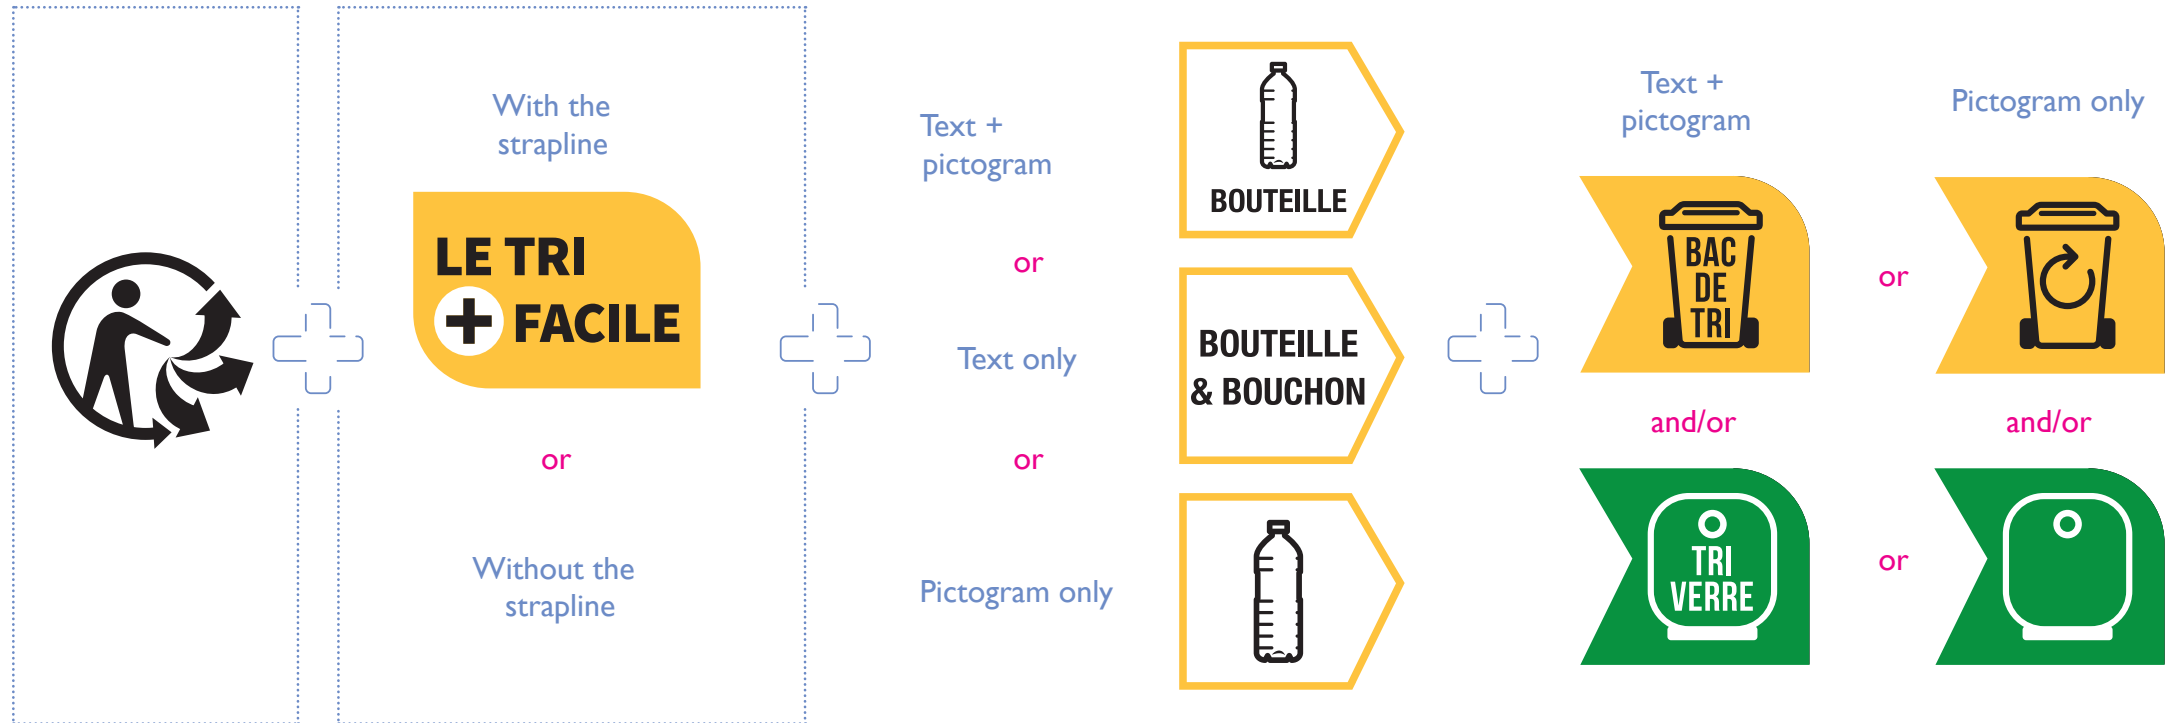 With the
strapline
LE TRI
+ FACILE
or
Without the
strapline
Text +
pictogram
or
Text only
or
Pictogram only
BOUTEILLE
BOUTEILLE
& BOUCHON
Text +
pictogram
BAC
DE
TRI
and/or
TRI
VERRE
or
or
Pictogram only
and/or